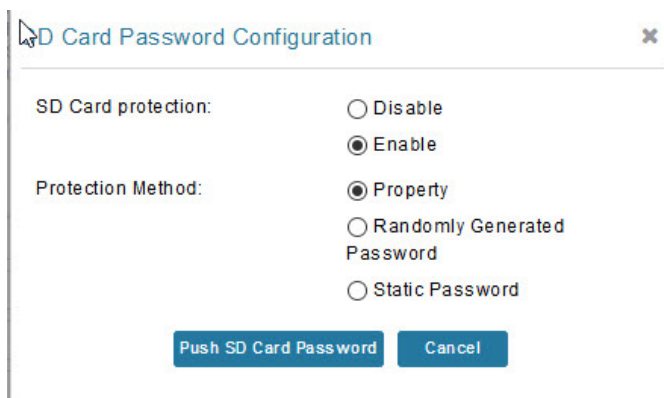 SD Card Password Configuration
SD Card protection:
Disable
Enable
Protection Method:
Property
Randomly Generated
Password
Static Password
Push SD Card Password
Cancel